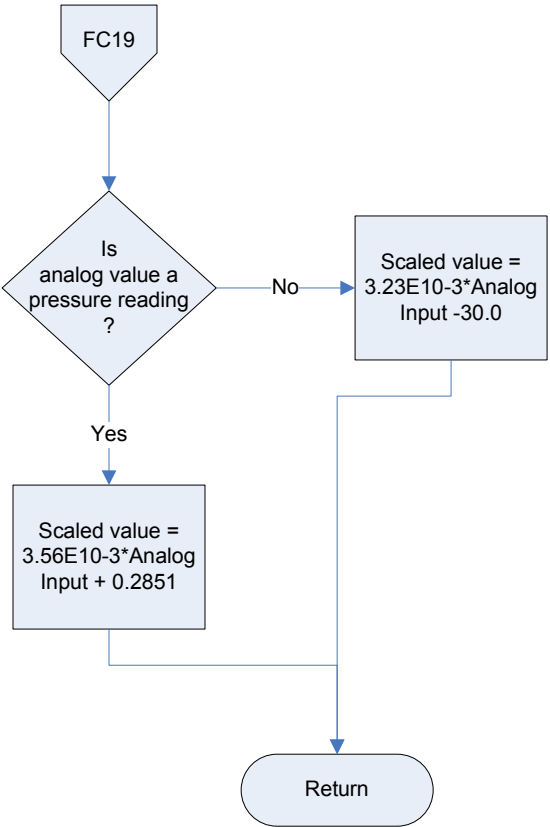 FC19
Is
analog value a
pressure reading
?
No
Scaled value =
3.23E10-3*Analog
Input -30.0
Yes
Scaled value =
3.56E10-3*Analog
Input + 0.2851
Return